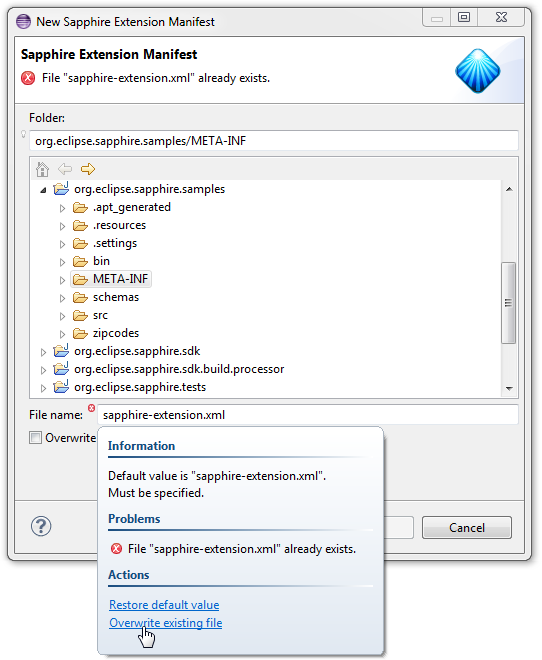 New Sapphire Extension Manifest
Sapphire Extension Manifest
File "sapphire-extension.xml" already exists.
Folder:
org.eclipse.sapphire.samples/META-INF
org.eclipse.sapphire.samples
.apt_generated
.resources
.settings
bin
META-INF
schemas
src
zipcodes
org.eclipse.sapphire.sdk
org.eclipse.sapphire.sdk.build.processor
org.eclipse.sapphire.tests
File name: sapphire-extension.xml
Overwrite
Information
Default value is "sapphire-extension.xml".
Must be specified.
Problems
File "sapphire-extension.xml" already exists.
Cancel
Actions
Restore default value
Overwrite existing file